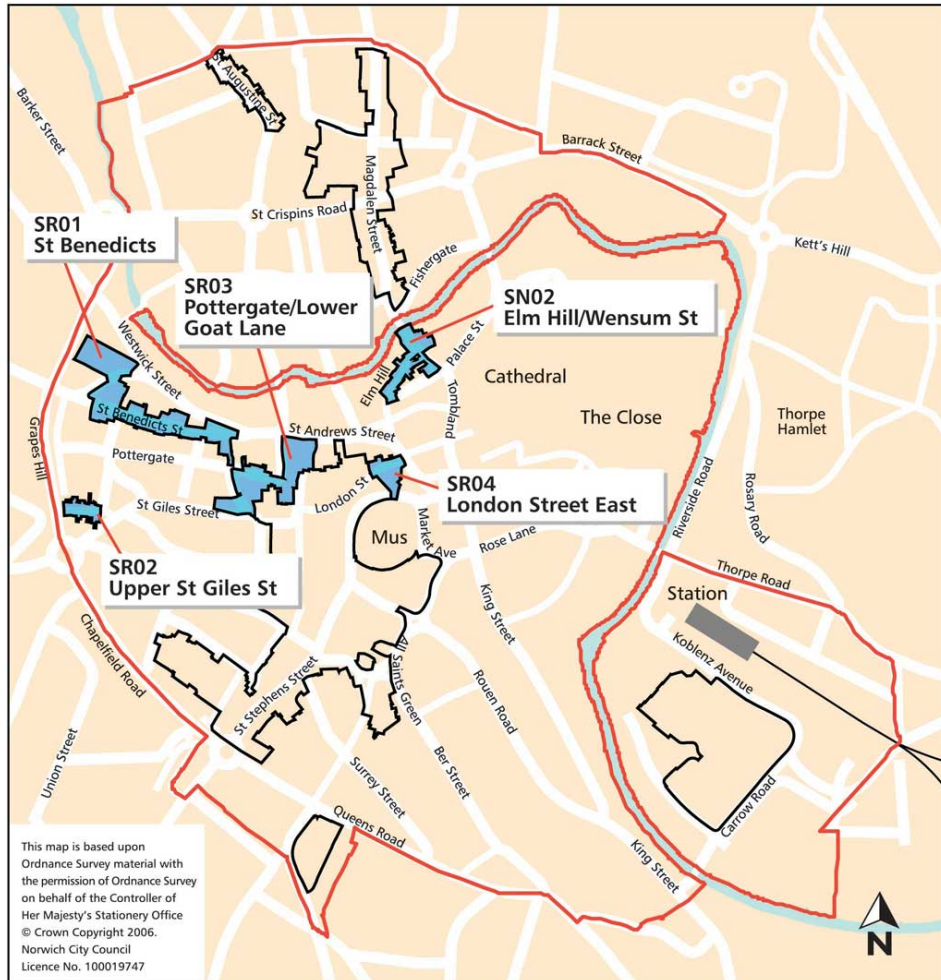 St Augustine St
Barker Street
Barrack Street
Magdalen Street
St Crispins Road
SR01
St Benedicts
Kett's Hill
Fishergate
SR03
Pottergate/Lower
Goat Lane
SN02
Elm Hill/Wensum St
Westwick Street
Palace St
Elm Hill
Cathedral
Tombland
The Close
St Benedicts St
St Andrews Street
Thorpe
Hamlet
Grapes Hill
Pottergate
London St
SR04
London Street East
Riverside Road
Rosary Road
St Giles Street
Mus
Market Ave
Rose Lane
SR02
Upper St Giles St
Thorpe Road
Station
King Street
Koblenz Avenue
Chapelfield Road
All Saints Green
St Stephens Street
Rouen Road
Ber Street
Union Street
Surrey Street
Carrow Road
Queens Road
King Street
This map is based upon
Ordnance Survey material with
the permission of Ordnance Survey
on behalf of the Controller of
Her Majesty's Stationery Office
© Crown Copyright 2006.
Norwich City Council
Licence No. 100019747
N